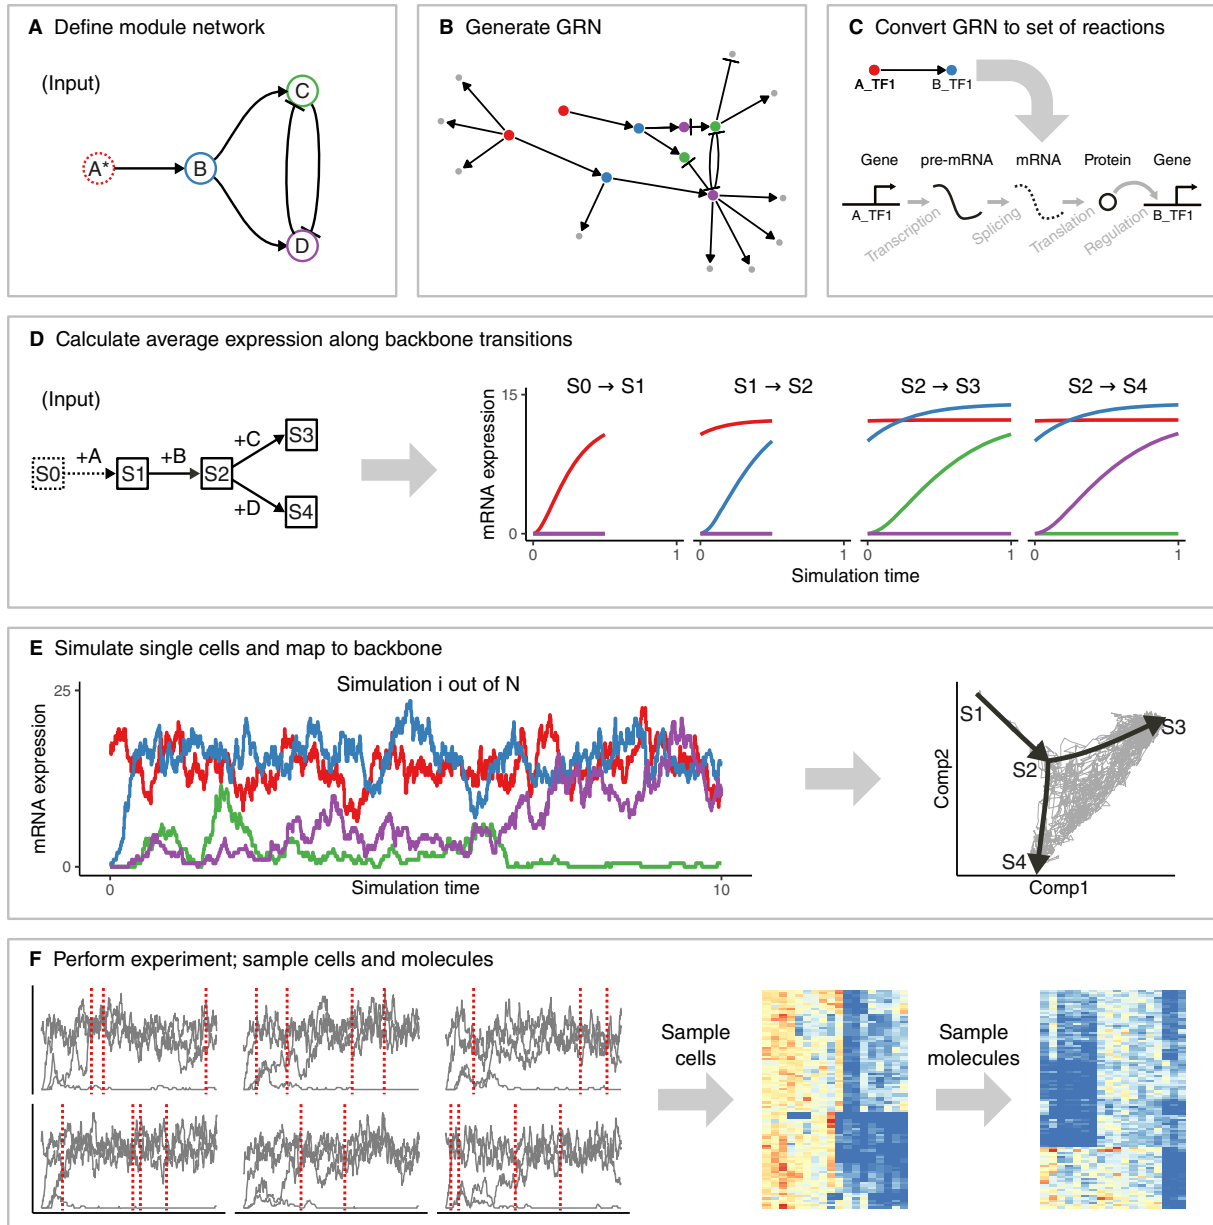 A Define module network
(Input)
A*
B
C
D
B Generate GRN
C Convert GRN to set of reactions
A_TF1
B_TF1
Gene
pre-mRNA
mRNA
Protein
Gene
A_TF1
B_TF1
Transcription
Splicing
Translation
Regulation
D Calculate average expression along backbone transitions
(Input)
S0
+A
S1
+B
S2
+C
S3
+D
S4
mRNA expression
15
0
S0 → S1
S1 → S2
S2 → S3
S2 → S4
0
1
0
1
0
1
0
1
Simulation time
E Simulate single cells and map to backbone
Simulation i out of N
mRNA expression
25
0
0
Simulation time
10
Comp2
S1
S2
S3
S4
Comp1
F Perform experiment; sample cells and molecules
Sample
cells
Sample
molecules